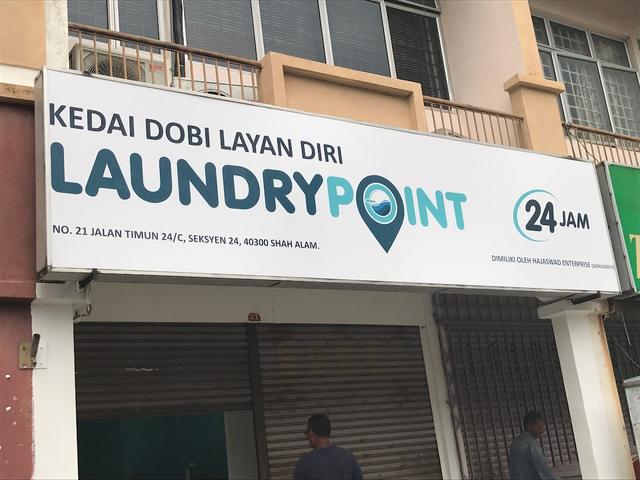 KEDAI DOBI LAYAN DIRI
LAUNDRYPOINT
24 JAM
NO. 21 JALAN TIMUN 24/C, SEKSYEN 24, 40300 SHAH ALAM.
DIMILIKI OLEH HAJASWAD ENTERPRISE